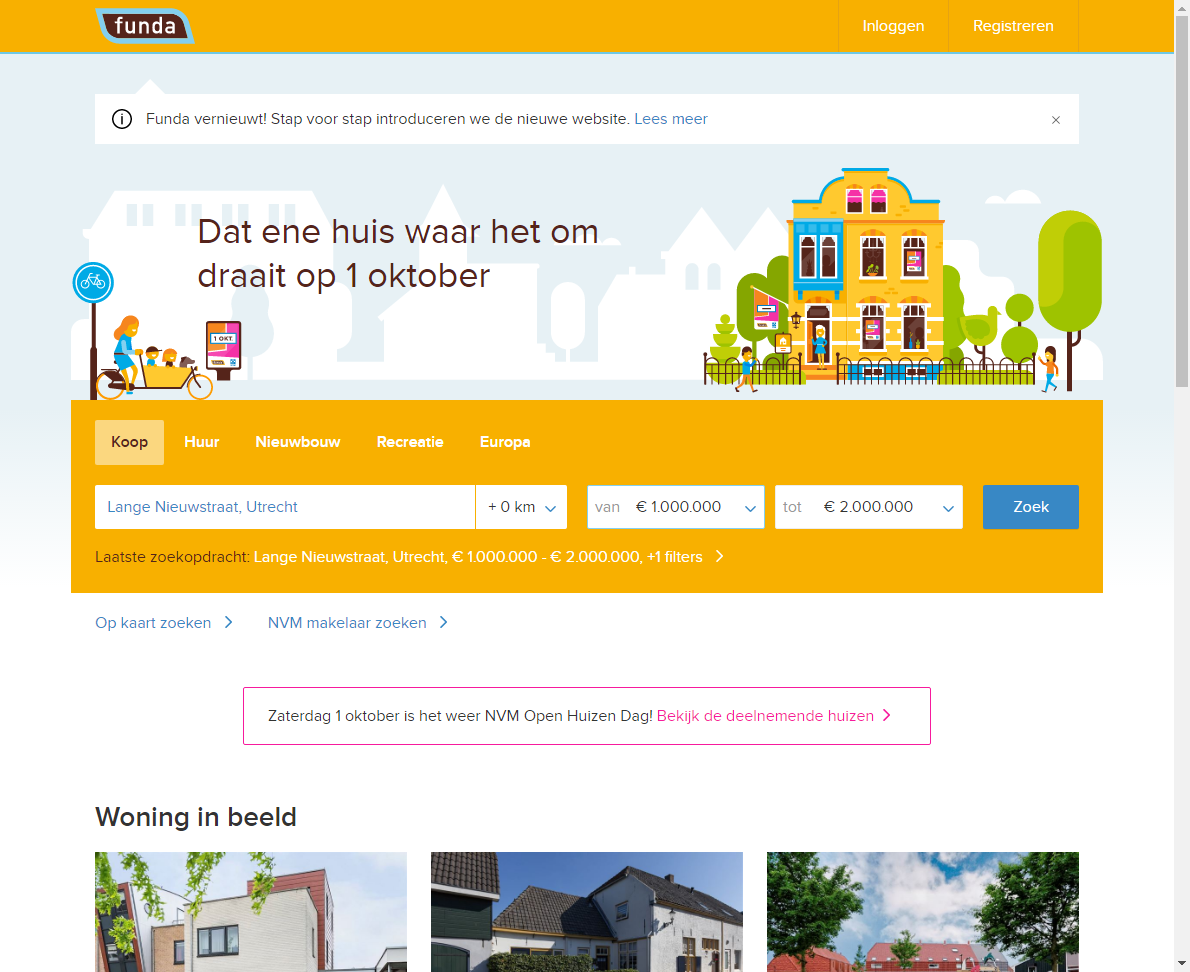 funda
Inloggen
Registreren
Funda vernieuwt! Stap voor stap introduceren we de nieuwe website. Lees meer
Dat ene huis waar het om
draait op 1 oktober
1 OKT
Koop Huur Nieuwbouw Recreatie Europa
Lange Nieuwstraat, Utrecht + 0 km van € 1.000.000 tot € 2.000.000 Zoek
Laatste zoekopdracht: Lange Nieuwstraat, Utrecht, € 1.000.000 - € 2.000.000, +1 filters
Op kaart zoeken NVM makelaar zoeken
Zaterdag 1 oktober is het weer NVM Open Huizen Dag! Bekijk de deelnemende huizen
Woning in beeld